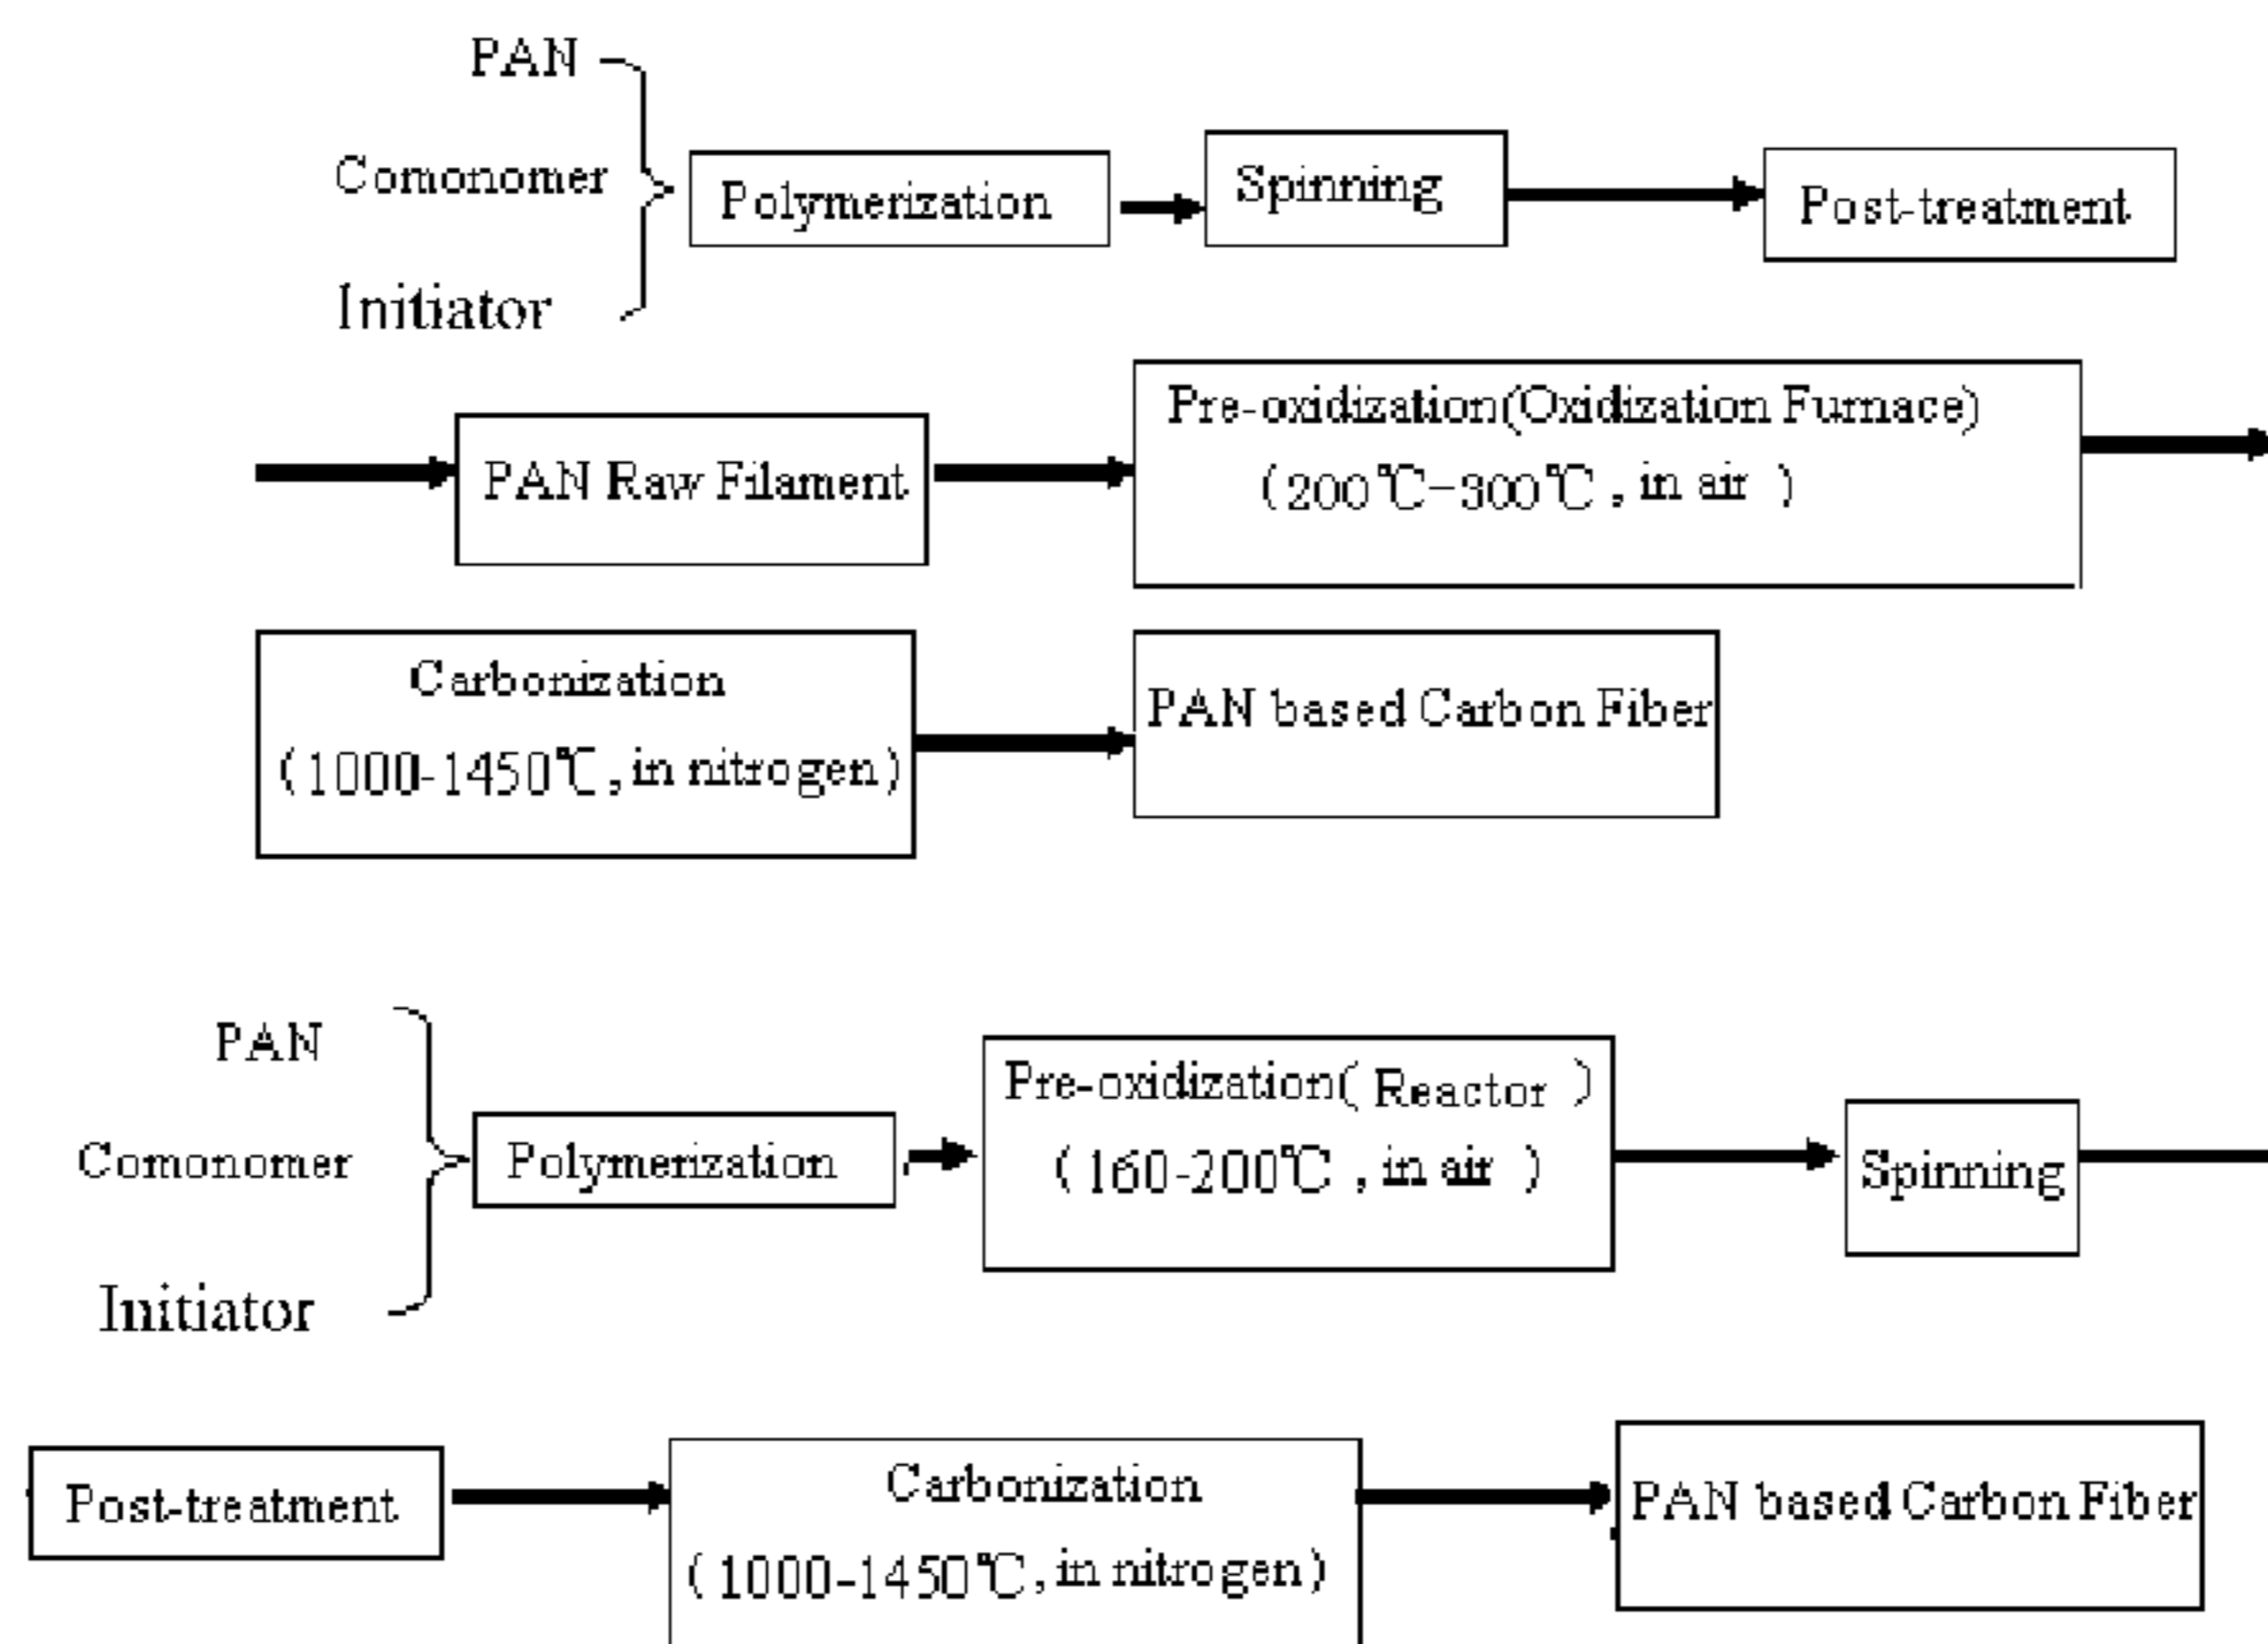 PAN
Comonomer
Initiator
Polymerization
Spinning
Post-treatment
PAN Raw Filament
Pre-oxidization(Oxidization Furnace)
(200℃-300℃, in air )
Carbonization
(1000-1450℃, in nitrogen)
PAN based Carbon Fiber
PAN
Comonomer
Initiator
Polymerization
Pre-oxidization( Reactor )
(160-200℃ , in air )
Spinning
Post-treatment
Carbonization
(1000-1450℃, in nitrogen)
PAN based Carbon Fiber